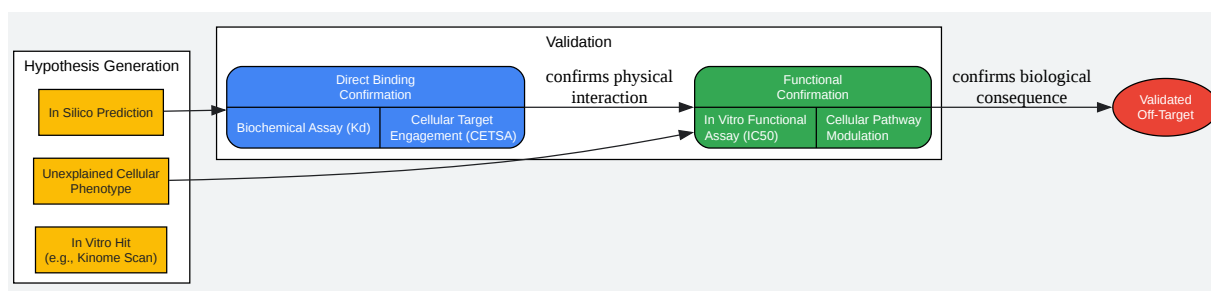 Validation
Hypothesis Generation
In Silico Prediction
Unexplained Cellular
Phenotype
In Vitro Hit
(e.g., Kinome Scan)
Direct Binding
Confirmation
Biochemical Assay (Kd)
Cellular Target
Engagement (CETSA)
confirms physical
interaction
Functional
Confirmation
In Vitro Functional
Assay (IC50)
Cellular Pathway
Modulation
confirms biological
consequence
Validated
Off-Target